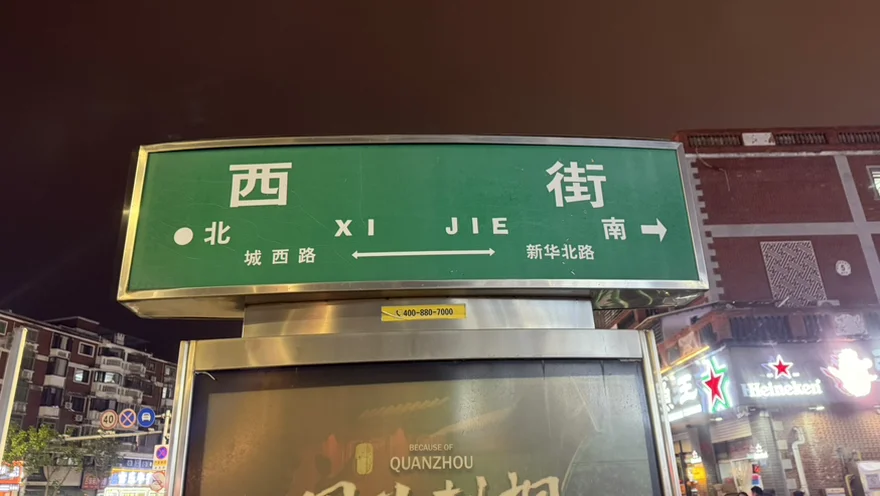 西 街
北 XI JIE 南
城西路 新华北路
400-880-7000
BECAUSE OF
QUANZHOU
40
Heineken